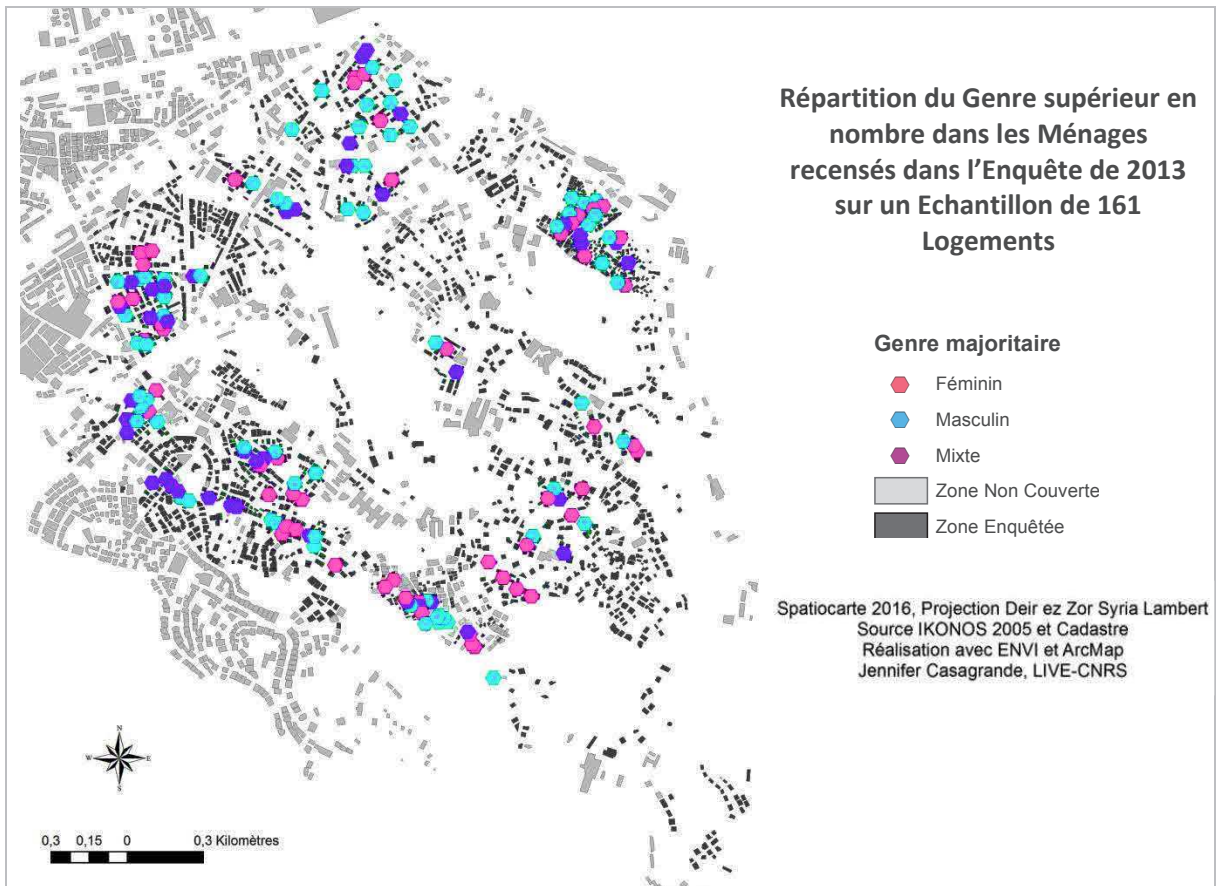 Répartition du Genre supérieur en
nombre dans les Ménages
recensés dans l’Enquête de 2013
sur un Echantillon de 161
Logements
Genre majoritaire
Féminin
Masculin
Mixte
Zone Non Couverte
Zone Enquêtée
Spatiocarte 2016, Projection Deir ez Zor Syria Lambert
Source IKONOS 2005 et Cadastre
Réalisation avec ENVI et ArcMap
Jennifer Casagrande, LIVE-CNRS
N
W E
S
0,3 0,15 0 0,3 Kilomètres